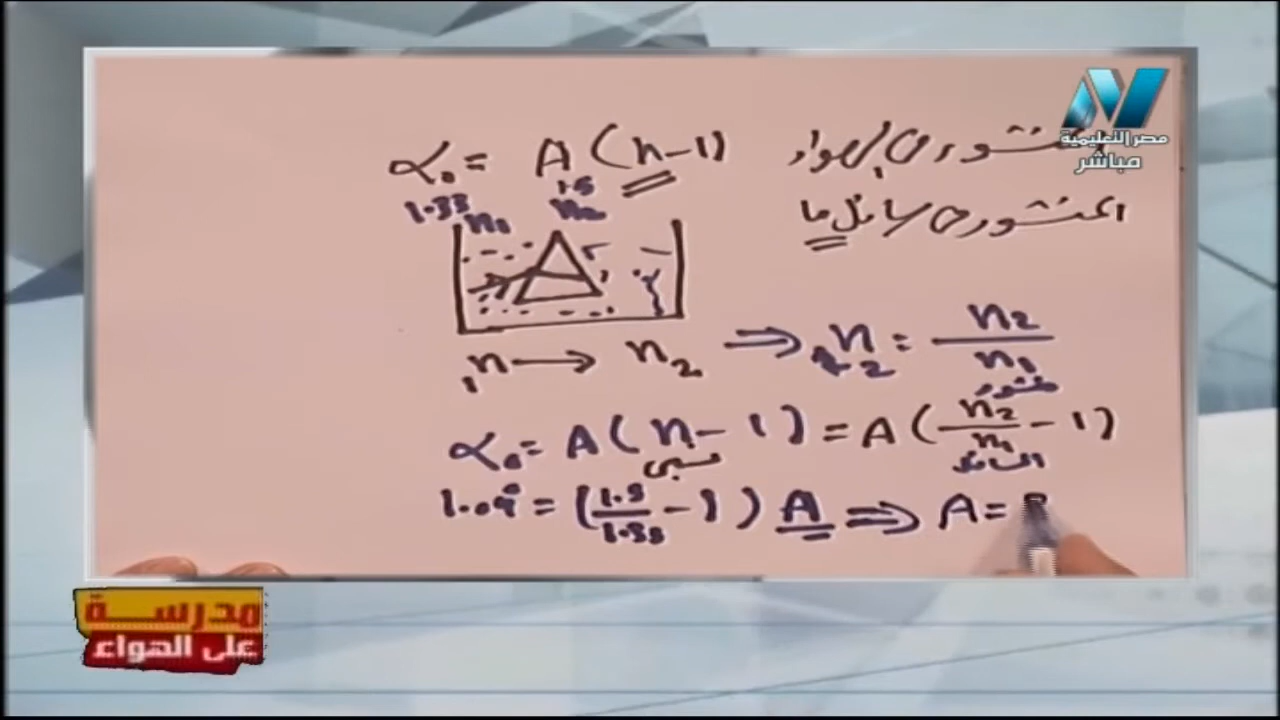 مصر التعليمية
مباشر
α₀ = A (n-1) المنشور في الهواء
المنشور في سائل ما
1.33 1.5
n₁ n₂
₁n → n₂ ⇒ ₁n₂ = n₂/n₁
منشور
α₀ = A (n - 1) = A (n₂/n₁ - 1)
نسبي السائل
1.09° = (1.5/1.33 - 1) A ⇒ A =
مدرسة
على الهواء